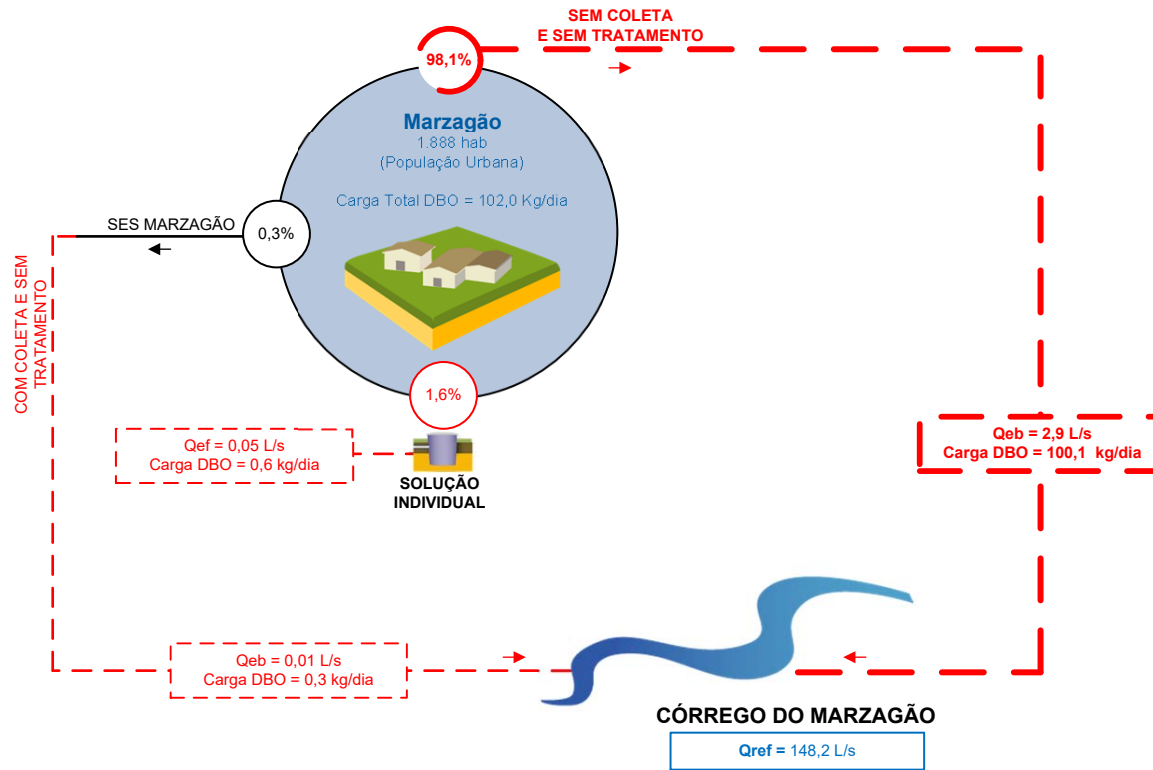 SEM COLETA
E SEM TRATAMENTO
98,1%
Marzagão
1.888 hab
(População Urbana)
Carga Total DBO = 102,0 Kg/dia
SES MARZAGÃO
0,3%
COM COLETA E SEM
TRATAMENTO
1,6%
Qef = 0,05 L/s
Carga DBO = 0,6 kg/dia
SOLUÇÃO
INDIVIDUAL
Qeb = 2,9 L/s
Carga DBO = 100,1 kg/dia
Qeb = 0,01 L/s
Carga DBO = 0,3 kg/dia
CÓRREGO DO MARZAGÃO
Qref = 148,2 L/s